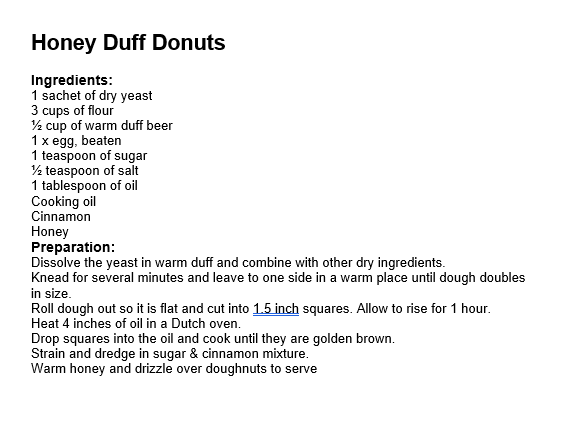 Honey Duff Donuts
Ingredients:
1 sachet of dry yeast
3 cups of flour
½ cup of warm duff beer
1 x egg, beaten
1 teaspoon of sugar
½ teaspoon of salt
1 tablespoon of oil
Cooking oil
Cinnamon
Honey
Preparation:
Dissolve the yeast in warm duff and combine with other dry ingredients.
Knead for several minutes and leave to one side in a warm place until dough doubles
in size.
Roll dough out so it is flat and cut into 1.5 inch squares. Allow to rise for 1 hour.
Heat 4 inches of oil in a Dutch oven.
Drop squares into the oil and cook until they are golden brown.
Strain and dredge in sugar & cinnamon mixture.
Warm honey and drizzle over doughnuts to serve